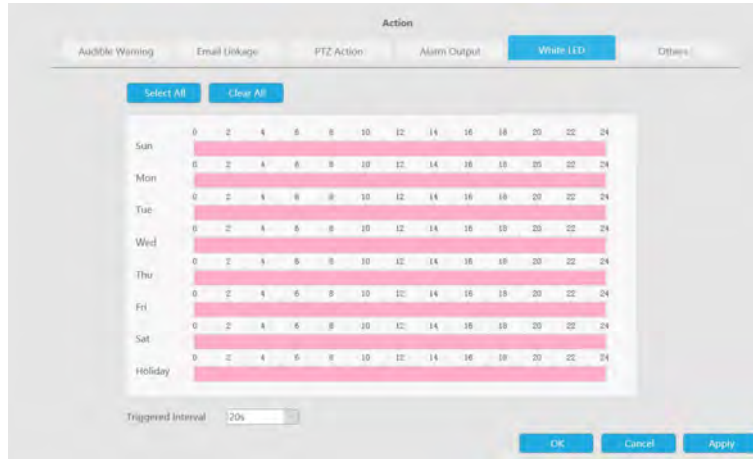 Action
Audible Warning Email Linkage PTZ Action Alarm Output White LED Others
Select All Clear All
0 2 4 6 8 10 12 14 16 18 20 22 24
Sun
0 2 4 6 8 10 12 14 16 18 20 22 24
Mon
0 2 4 6 8 10 12 14 16 18 20 22 24
Tue
0 2 4 6 8 10 12 14 16 18 20 22 24
Wed
0 2 4 6 8 10 12 14 16 18 20 22 24
Thu
0 2 4 6 8 10 12 14 16 18 20 22 24
Fri
0 2 4 6 8 10 12 14 16 18 20 22 24
Sat
0 2 4 6 8 10 12 14 16 18 20 22 24
Holiday
Triggered Interval 20s
OK Cancel Apply